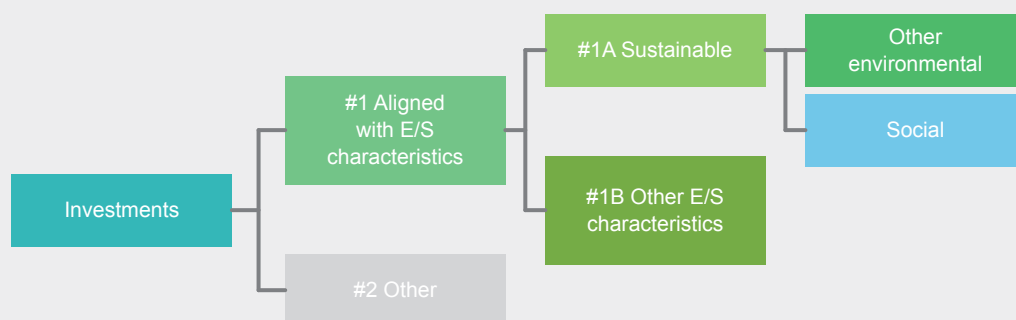 Investments
#1 Aligned
with E/S
characteristics
#2 Other
#1A Sustainable
#1B Other E/S
characteristics
Other
environmental
Social